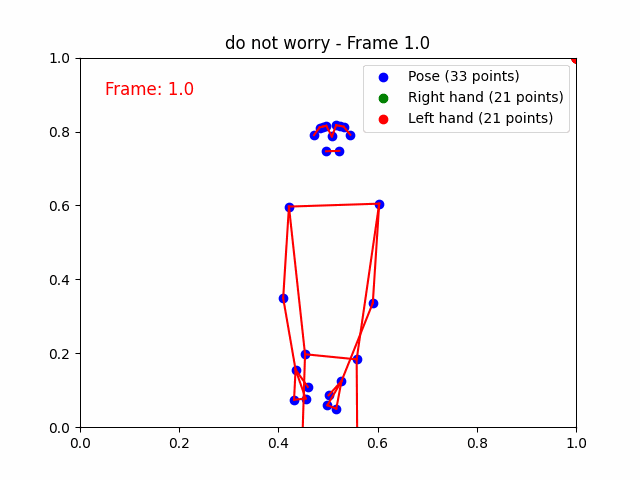 do not worry - Frame 1.0
Frame: 1.0
Pose (33 points)
Right hand (21 points)
Left hand (21 points)
1.0
0.8
0.6
0.4
0.2
0.0
0.0 0.2 0.4 0.6 0.8 1.0